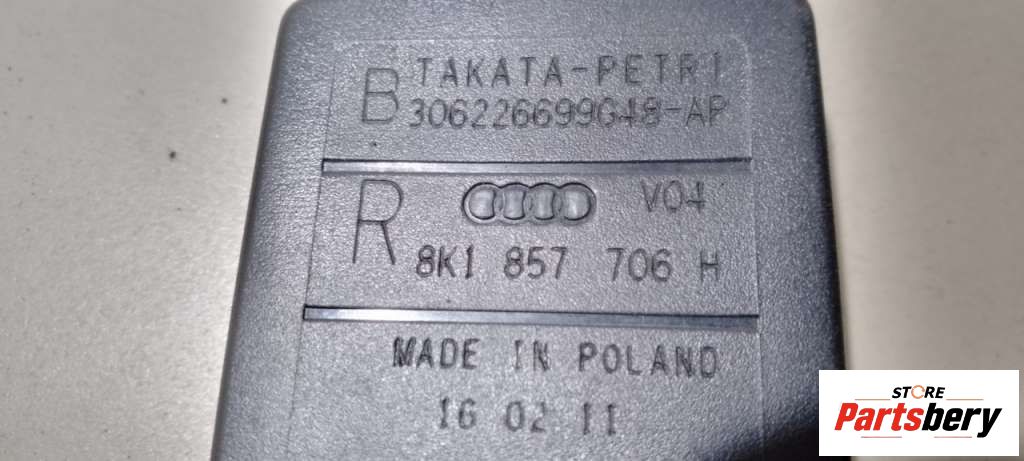 B TAKATA-PETRI
306226699G48-AP
R V04
8K1 857 706 H
MADE IN POLAND
16 02 11
STORE
Partsbery